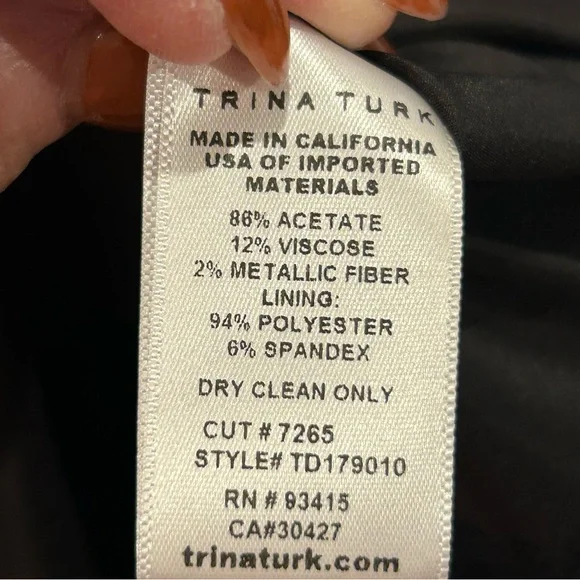 TRINA TURK
MADE IN CALIFORNIA
USA OF IMPORTED
MATERIALS
86% ACETATE
12% VISCOSE
2% METALLIC FIBER
LINING:
94% POLYESTER
6% SPANDEX
DRY CLEAN ONLY
CUT # 7265
STYLE# TD179010
RN # 93415
CA#30427
trinaturk.com